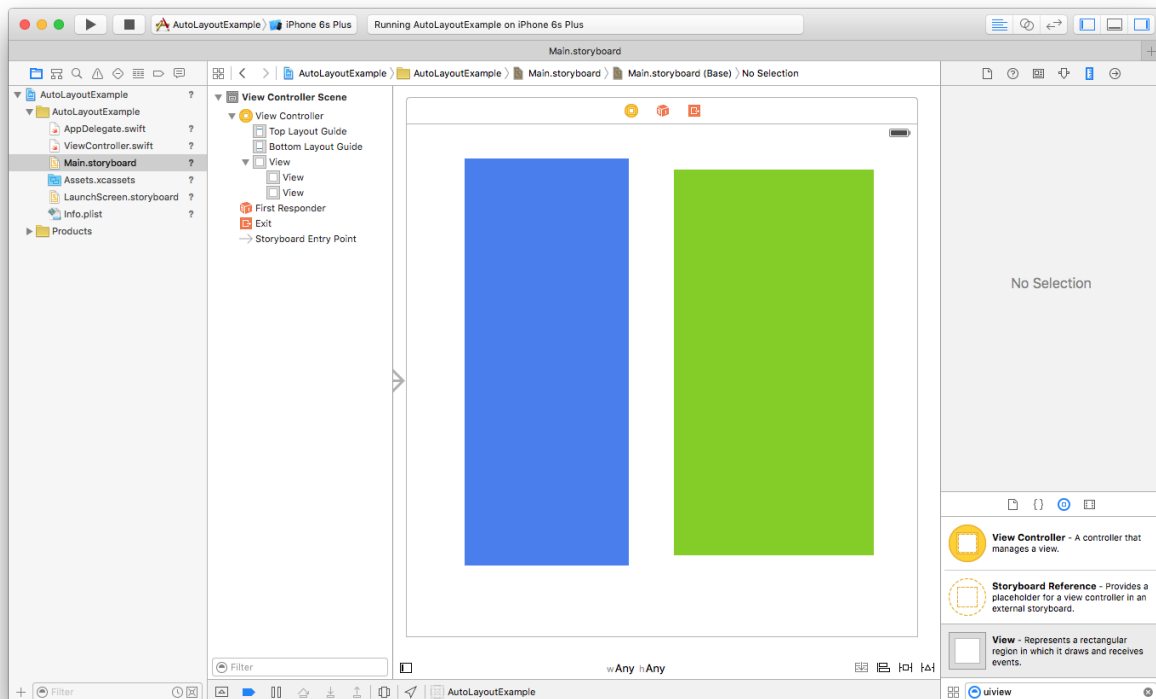 AutoLayoutExample
iPhone 6s Plus
Running AutoLayoutExample on iPhone 6s Plus
Main.storyboard
AutoLayoutExample
AutoLayoutExample
Main.storyboard
Main.storyboard (Base)
No Selection
AutoLayoutExample ?
AutoLayoutExample
AppDelegate.swift ?
ViewController.swift ?
Main.storyboard ?
Assets.xcassets ?
LaunchScreen.storyboard ?
Info.plist ?
Products
View Controller Scene
View Controller
Top Layout Guide
Bottom Layout Guide
View
View
View
First Responder
Exit
Storyboard Entry Point
No Selection
View Controller - A controller that
manages a view.
Storyboard Reference - Provides a
placeholder for a view controller in an
external storyboard.
View - Represents a rectangular
region in which it draws and receives
events.
Filter
wAny hAny
Filter
AutoLayoutExample
uiview